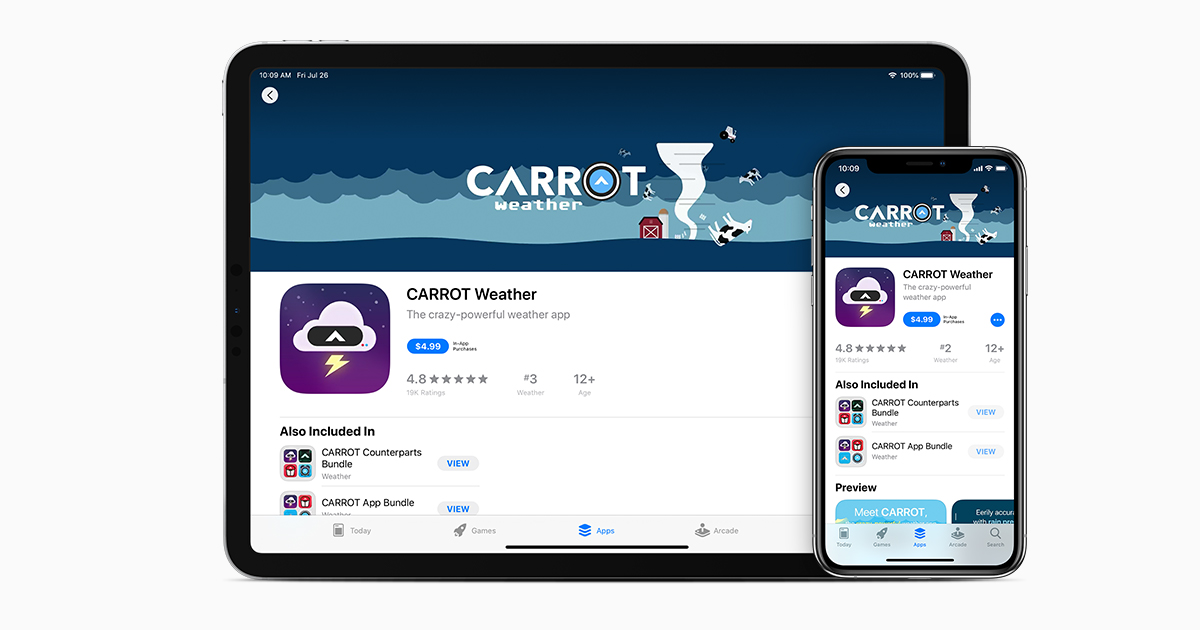 10:09 AM Fri Jul 26
100%
CARROT
weather
CARROT Weather
The crazy-powerful weather app
$4.99
In-App
Purchases
4.8
19K Ratings
#3
Weather
12+
Age
Also Included In
CARROT Counterparts
Bundle
Weather
VIEW
CARROT App Bundle
Weather
VIEW
Today
Games
Apps
Arcade
10:09
CARROT
weather
CARROT Weather
The crazy-powerful
weather app
$4.99
In-App
Purchases
4.8
19K Ratings
#2
Weather
12+
Age
Also Included In
CARROT Counterparts
Bundle
Weather
VIEW
CARROT App Bundle
Weather
VIEW
Preview
Meet CARROT,
Eerily accura
with rain pre
Today
Games
Apps
Arcade
Search